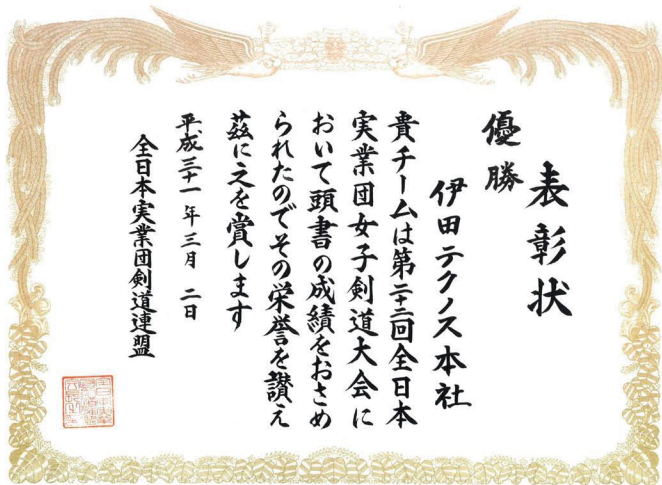 表彰状
優勝
伊田テクノス本社
貴チームは第二十二回全日本
実業団女子剣道大会に
おいて頭書の成績をおさめ
られたのでその栄誉を讃え
茲に之を賞します
平成三十一年三月二日
全日本実業団剣道連盟